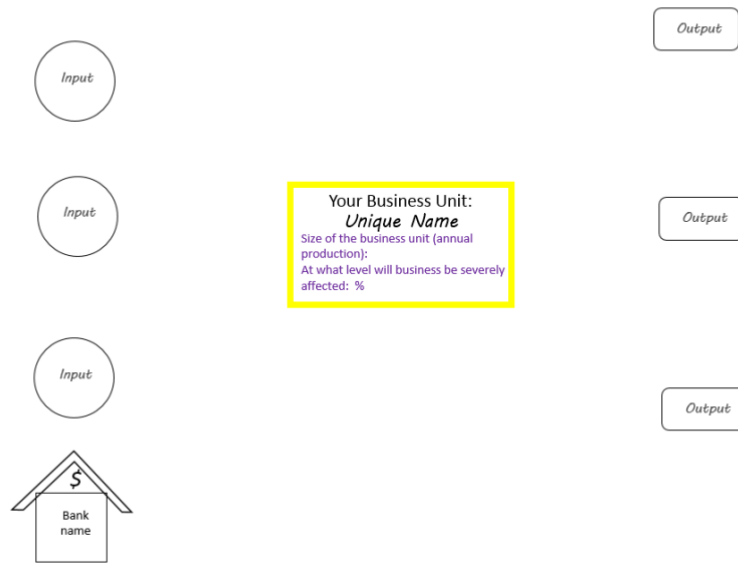 Output
Input
Your Business Unit:
Unique Name
Size of the business unit (annual
production):
At what level will business be severely
affected: %
Input
Output
Input
Output
$
Bank
name